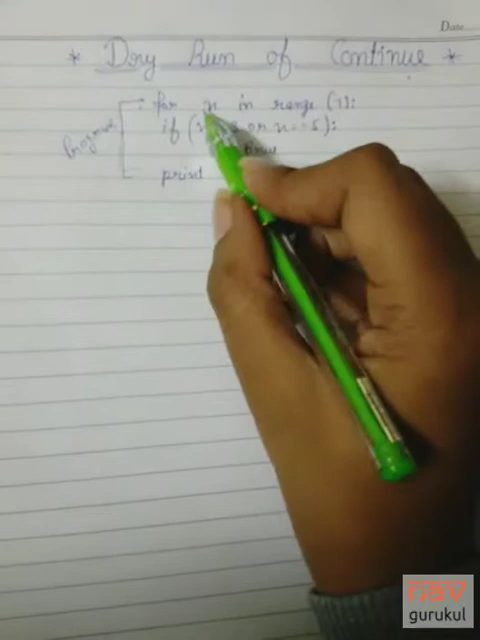 Date
* Dry Run of Continue *
for x in range (7):
if ( or x == 5):
print
Program
nav
gurukul